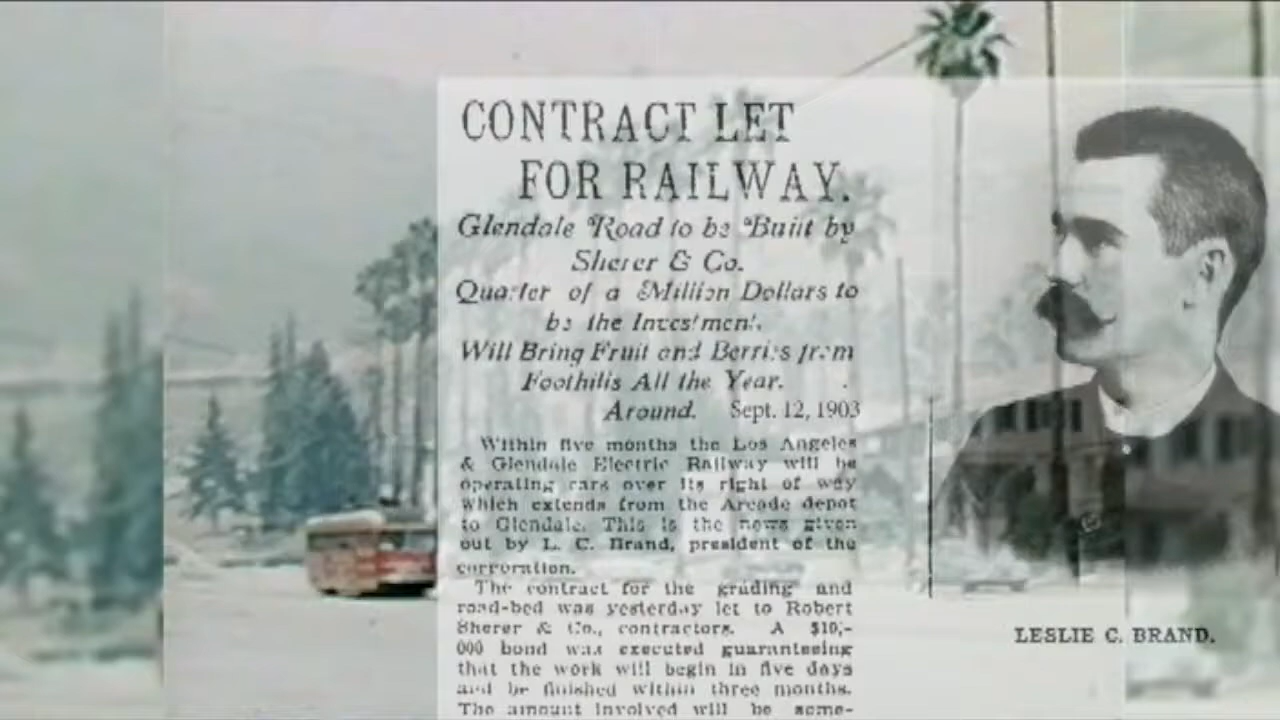 CONTRACT LET
FOR RAILWAY.
Glendale Road to be Built by
Sherer & Co.
Quarter of a Million Dollars to
be the Investment.
Will Bring Fruit and Berries from
Foothills All the Year.
Around. Sept. 12, 1903
Within five months the Los Angeles
& Glendale Electric Railway will be
operating cars over its right of way
which extends from the Arcade depot
to Glendale. This is the news given
out by L. C. Brand, president of the
corporation.
The contract for the grading and
road-bed was yesterday let to Robert
Sherer & Co., contractors. A $10,-
000 bond was executed guaranteeing
that the work will begin in five days
and be finished within three months.
The amount involved will be some-
LESLIE C. BRAND.